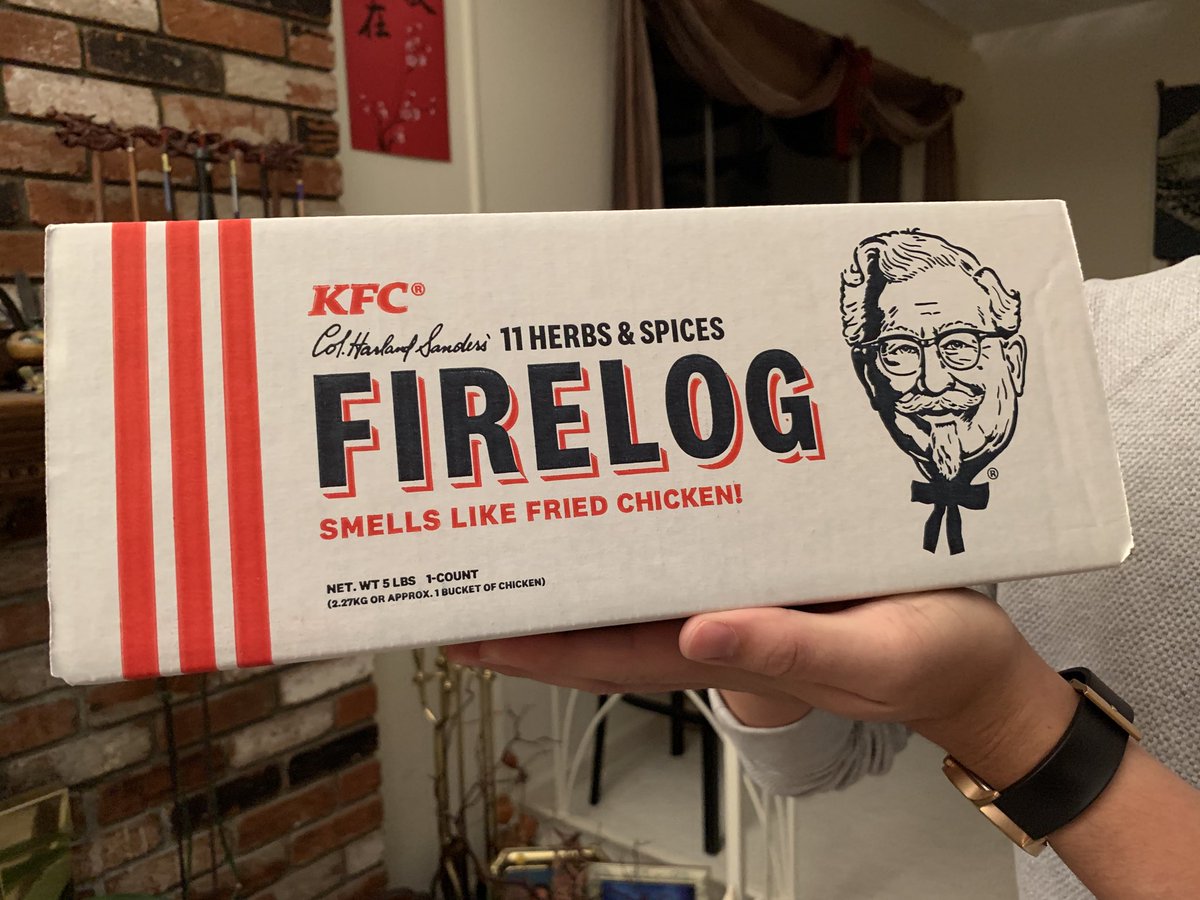 在
KFC®
Col. Harland Sanders' 11 HERBS & SPICES
FIRELOG
SMELLS LIKE FRIED CHICKEN!
NET. WT 5 LBS 1-COUNT
(2.27KG OR APPROX. 1 BUCKET OF CHICKEN)
®